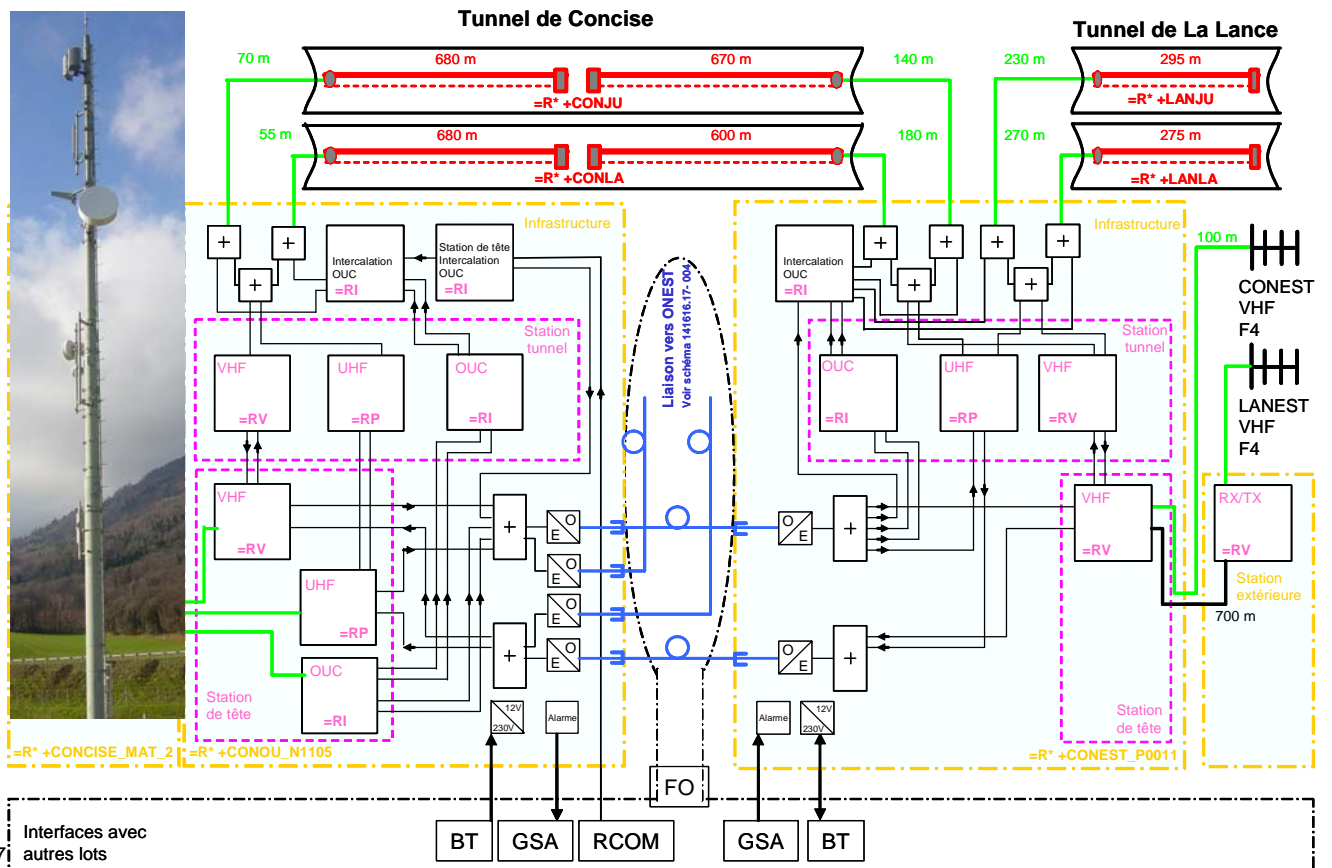 Tunnel de Concise
Tunnel de La Lance
70 m
680 m
670 m
140 m
230 m
295 m
=R* +CONJU
=R* +LANJU
55 m
680 m
600 m
180 m
270 m
275 m
=R* +CONLA
=R* +LANLA
Infrastructure
Infrastructure
+
+
+
Intercalation
OUC
=RI
Station de tête
Intercalation
OUC
=RI
Intercalation
OUC
=RI
+
+
+
+
+
+
100 m
CONEST
VHF
F4
Station
tunnel
VHF
=RV
UHF
=RP
OUC
=RI
Liaison vers ONEST
Voir schéma 141616.17- 004
Station
tunnel
OUC
=RI
UHF
=RP
VHF
=RV
LANEST
VHF
F4
VHF
=RV
UHF
=RP
OUC
=RI
Station
de tête
+
+
O
E
O
E
O
E
O
E
O
E
O
E
+
+
VHF
=RV
Station
de tête
RX/TX
=RV
Station
extérieure
700 m
12V
230V
Alarme
Alarme
12V
230V
=R* +CONCISE_MAT_2
=R* +CONOU_N1105
=R* +CONEST_P0011
FO
Interfaces avec
autres lots
BT
GSA
RCOM
GSA
BT
7